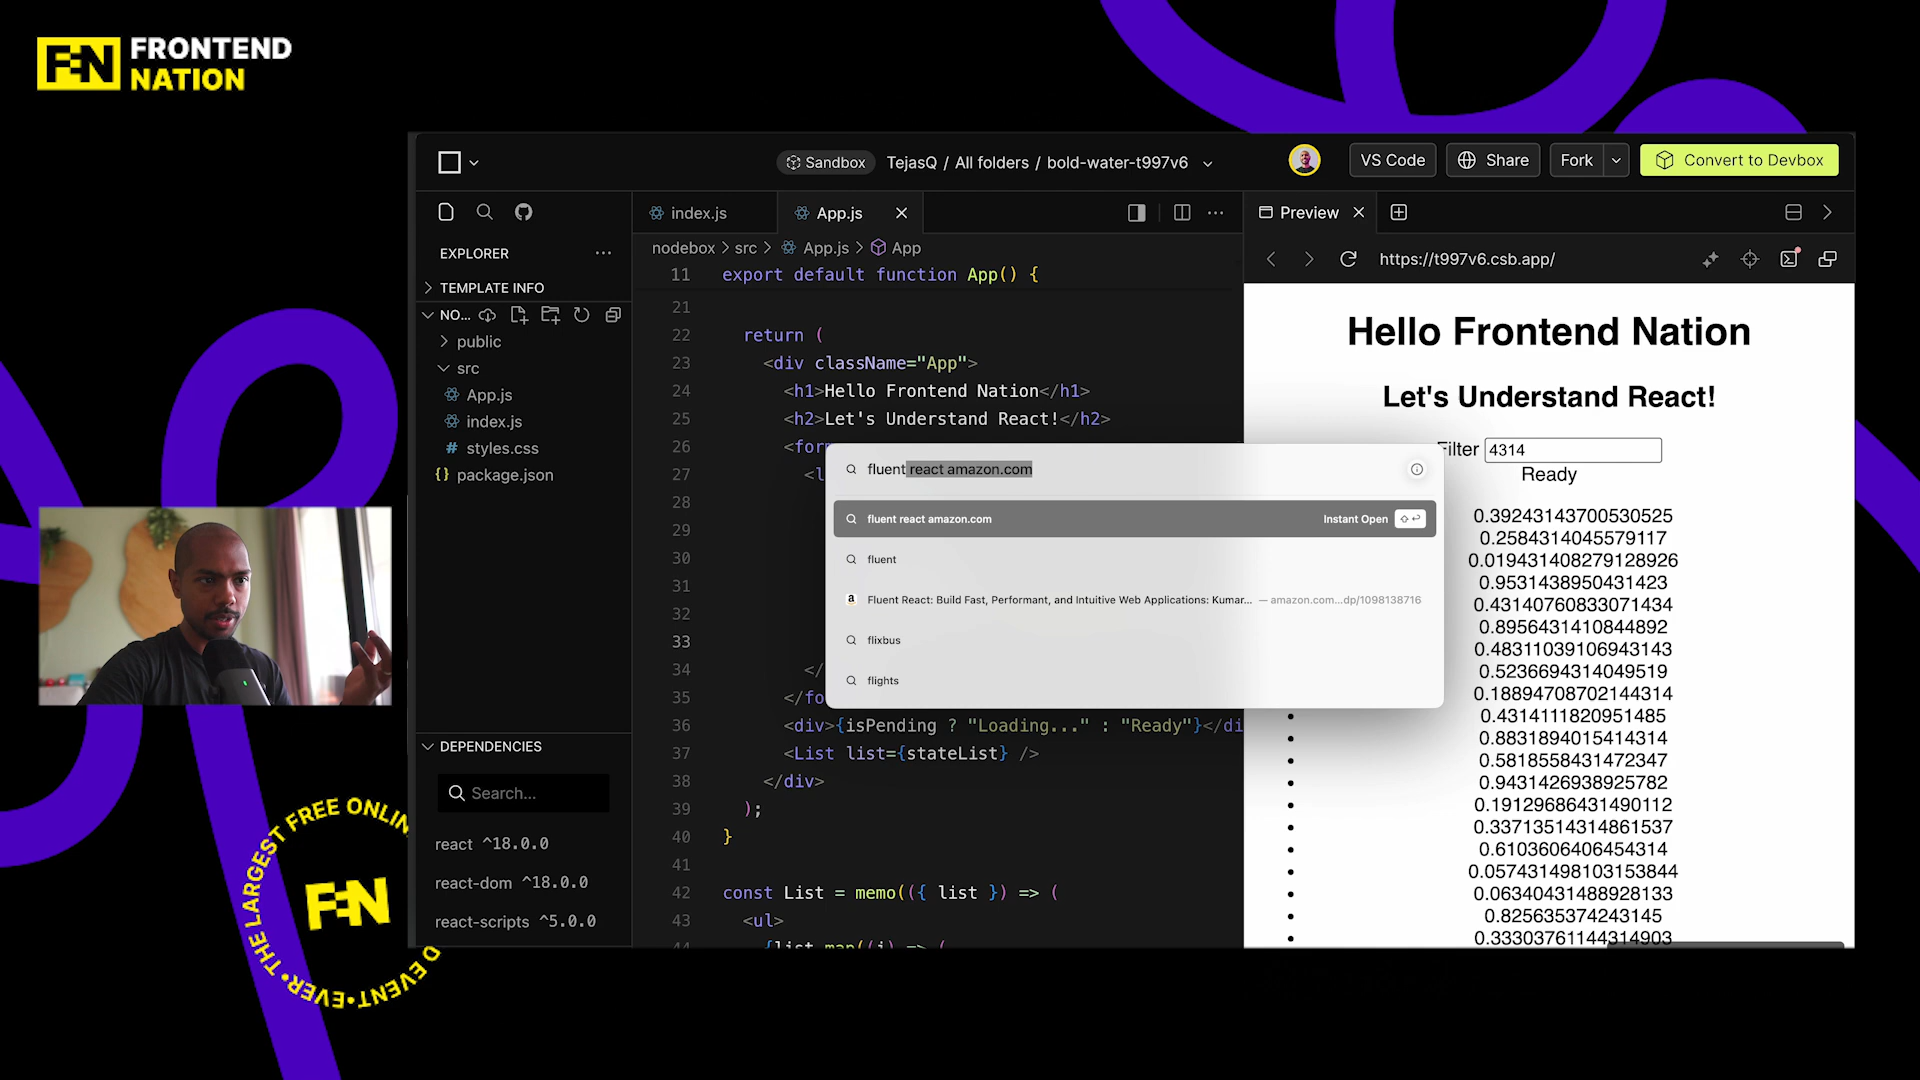 FEN FRONTEND
NATION
Sandbox TejasQ / All folders / bold-water-t997v6
VS Code Share Fork Convert to Devbox
index.js App.js
Preview
EXPLORER
nodebox > src > App.js > App
https://t997v6.csb.app/
TEMPLATE INFO
NO...
public
src
App.js
index.js
styles.css
package.json
11 export default function App() {
21
22 return (
23 <div className="App">
24 <h1>Hello Frontend Nation</h1>
25 <h2>Let's Understand React!</h2>
26 <for
27 <l
28
29
30
31
32
33
34 </
35 </fo
36 <div>{isPending ? "Loading..." : "Ready"}</di
37 <List list={stateList} />
38 </div>
39 );
40 }
41
42 const List = memo(({ list }) => (
43 <ul>
44 {list.map((i) => (
fluent react amazon.com
fluent react amazon.com Instant Open
fluent
Fluent React: Build Fast, Performant, and Intuitive Web Applications: Kumar... — amazon.com...dp/1098138716
flixbus
flights
Hello Frontend Nation
Let's Understand React!
Filter 4314
Ready
0.39243143700530525
0.2584314045579117
0.019431408279128926
0.9531438950431423
0.43140760833071434
0.8956431410844892
0.48311039106943143
0.5236694314049519
0.18894708702144314
0.4314111820951485
0.8831894015414314
0.5818558431472347
0.9431426938925782
0.19129686431490112
0.33713514314861537
0.6103606406454314
0.057431498103153844
0.06340431488928133
0.825635374243145
0.33303761144314903
DEPENDENCIES
Search...
react ^18.0.0
react-dom ^18.0.0
react-scripts ^5.0.0
THE LARGEST FREE ONLIN
D EVENT•EVER•
FEN